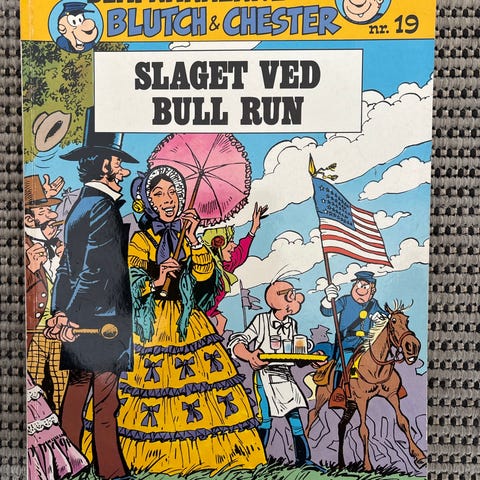 BLUTCH & CHESTER
nr. 19
SLAGET VED
BULL RUN